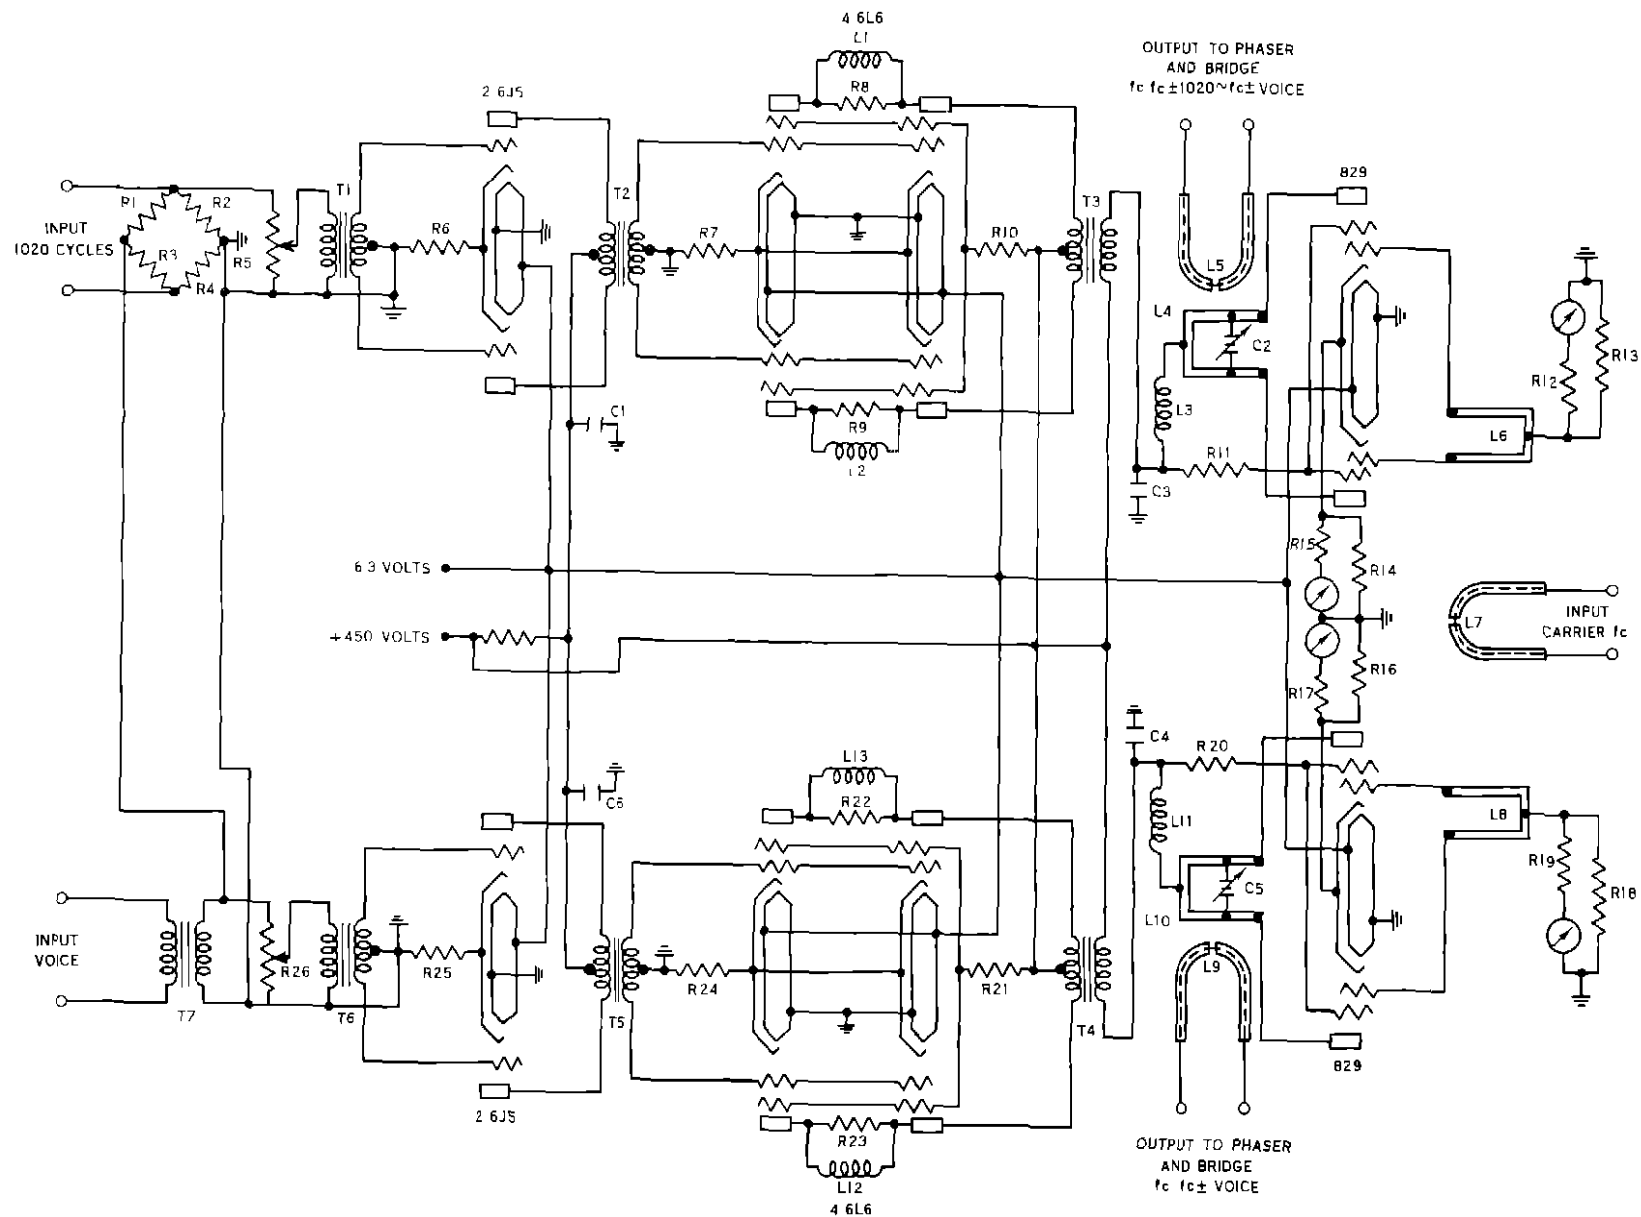 4 6L6
L1
OUTPUT TO PHASER
AND BRIDGE
fc fc±1020~fc± VOICE
2 6J5
R8
829
R1
R2
T1
T2
T3
INPUT
1020 CYCLES
R3
R4
R5
R6
R7
R10
L5
L4
C2
R12
R13
L3
R9
L2
C1
R11
C3
L6
R15
R14
6.3 VOLTS
+450 VOLTS
L7
INPUT
CARRIER fc
R16
R17
C4
R20
L13
R22
C6
L11
L8
R19
R18
C5
L10
L9
INPUT
VOICE
T7
R26
T6
R25
T5
R24
R21
T4
829
2 6J5
R23
L12
4 6L6
OUTPUT TO PHASER
AND BRIDGE
fc fc± VOICE